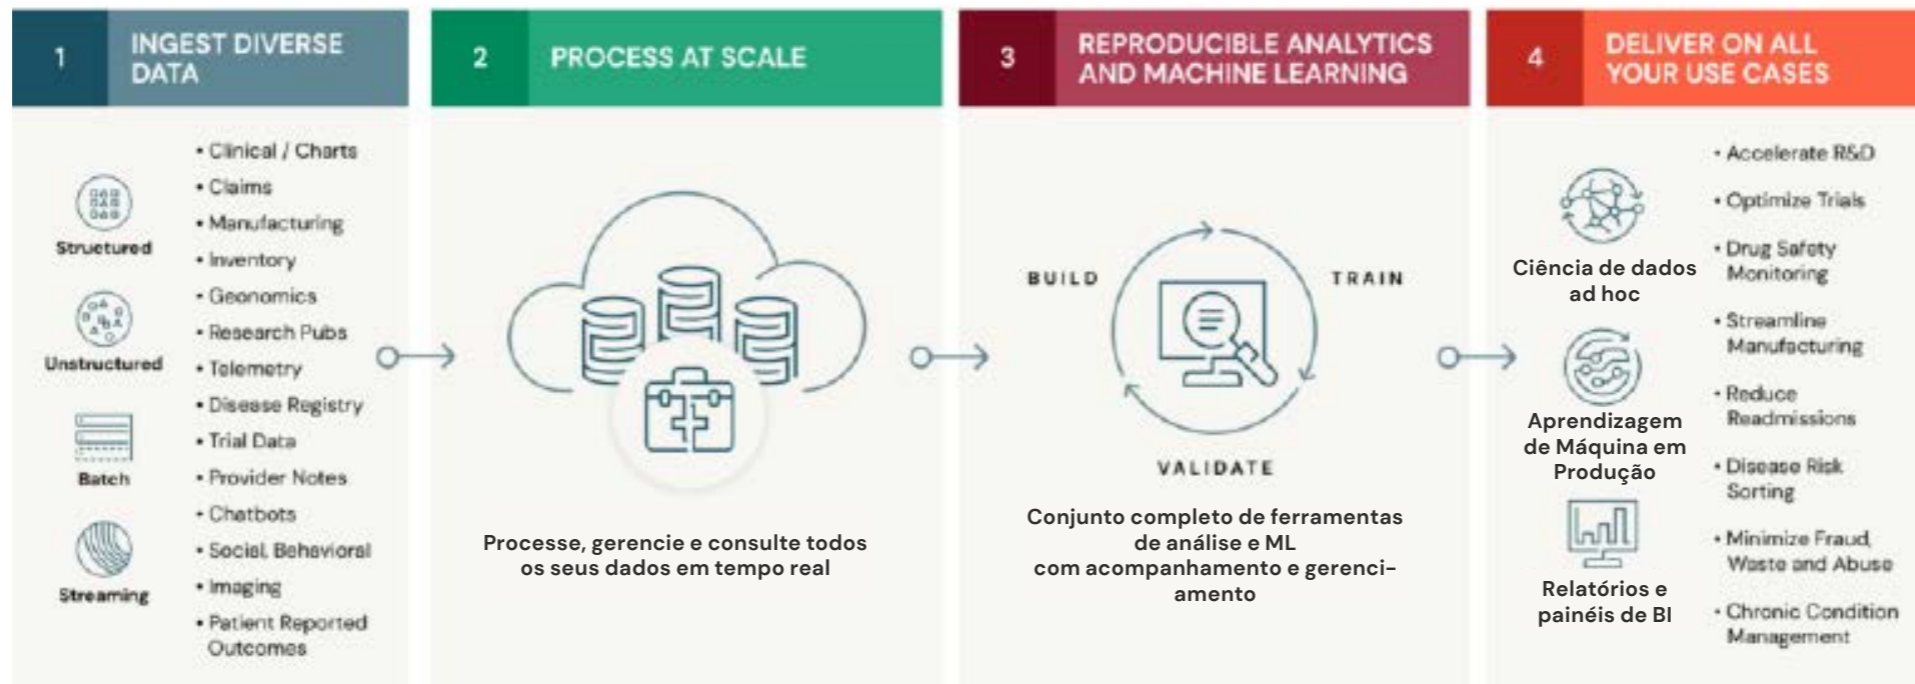 1
INGEST DIVERSE
DATA
Structured
Unstructured
Batch
Streaming
• Clinical / Charts
• Claims
• Manufacturing
• Inventory
• Geonomics
• Research Pubs
• Telemetry
• Disease Registry
• Trial Data
• Provider Notes
• Chatbots
• Social, Behavioral
• Imaging
• Patient Reported
Outcomes
2
PROCESS AT SCALE
Processe, gerencie e consulte todos
os seus dados em tempo real
3
REPRODUCIBLE ANALYTICS
AND MACHINE LEARNING
BUILD
TRAIN
VALIDATE
Conjunto completo de ferramentas
de análise e ML
com acompanhamento e gerenci-
amento
4
DELIVER ON ALL
YOUR USE CASES
Ciência de dados
ad hoc
Aprendizagem
de Máquina em
Produção
Relatórios e
painéis de BI
• Accelerate R&D
• Optimize Trials
• Drug Safety
Monitoring
• Streamline
Manufacturing
• Reduce
Readmissions
• Disease Risk
Sorting
• Minimize Fraud,
Waste and Abuse
• Chronic Condition
Management